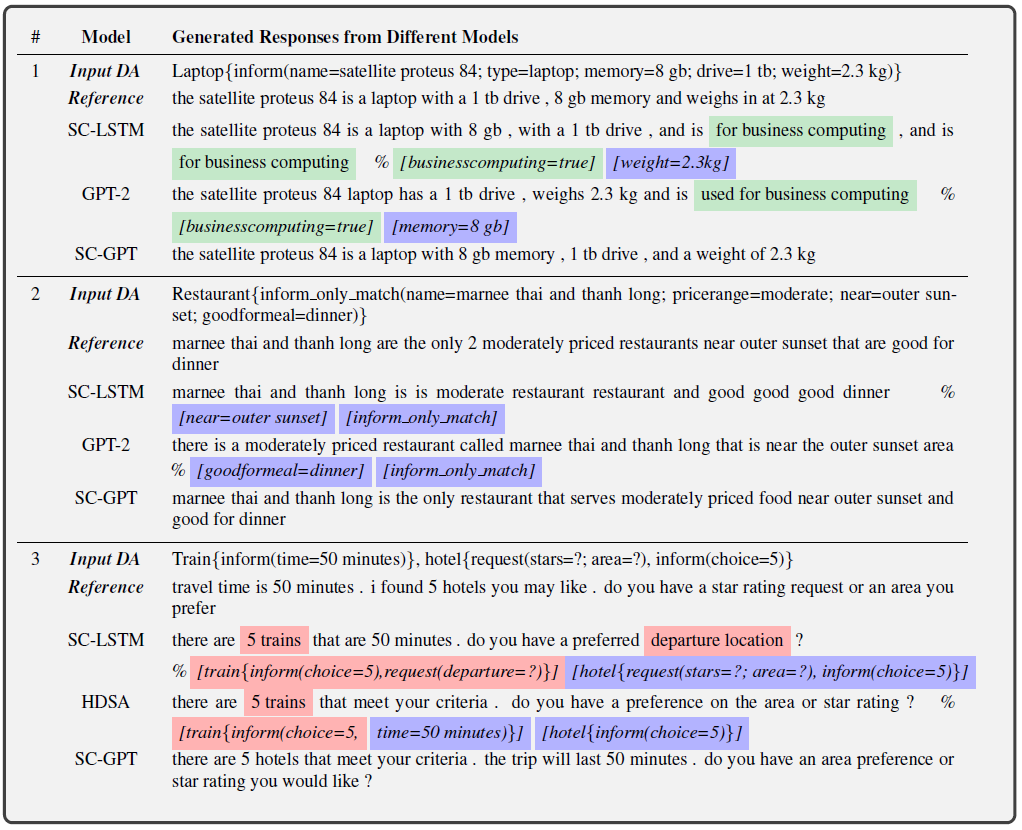 # Model Generated Responses from Different Models
1 Input DA Laptop{inform(name=satellite proteus 84; type=laptop; memory=8 gb; drive=1 tb; weight=2.3 kg)}
Reference the satellite proteus 84 is a laptop with a 1 tb drive , 8 gb memory and weighs in at 2.3 kg
SC-LSTM the satellite proteus 84 is a laptop with 8 gb , with a 1 tb drive , and is for business computing , and is
for business computing % [businesscomputing=true] [weight=2.3kg]
GPT-2 the satellite proteus 84 laptop has a 1 tb drive , weighs 2.3 kg and is used for business computing %
[businesscomputing=true] [memory=8 gb]
SC-GPT the satellite proteus 84 is a laptop with 8 gb memory , 1 tb drive , and a weight of 2.3 kg
2 Input DA Restaurant{inform_only_match(name=marnee thai and thanh long; pricerange=moderate; near=outer sun-
set; goodformeal=dinner)}
Reference marnee thai and thanh long are the only 2 moderately priced restaurants near outer sunset that are good for
dinner
SC-LSTM marnee thai and thanh long is is moderate restaurant restaurant and good good good dinner %
[near=outer sunset] [inform_only_match]
GPT-2 there is a moderately priced restaurant called marnee thai and thanh long that is near the outer sunset area
% [goodformeal=dinner] [inform_only_match]
SC-GPT marnee thai and thanh long is the only restaurant that serves moderately priced food near outer sunset and
good for dinner
3 Input DA Train{inform(time=50 minutes)}, hotel{request(stars=?; area=?), inform(choice=5)}
Reference travel time is 50 minutes . i found 5 hotels you may like . do you have a star rating request or an area you
prefer
SC-LSTM there are 5 trains that are 50 minutes . do you have a preferred departure location ?
% [train{inform(choice=5),request(departure=?)}] [hotel{request(stars=?; area=?), inform(choice=5)}]
HDSA there are 5 trains that meet your criteria . do you have a preference on the area or star rating ? %
[train{inform(choice=5, time=50 minutes)}] [hotel{inform(choice=5)}]
SC-GPT there are 5 hotels that meet your criteria . the trip will last 50 minutes . do you have an area preference or
star rating you would like ?